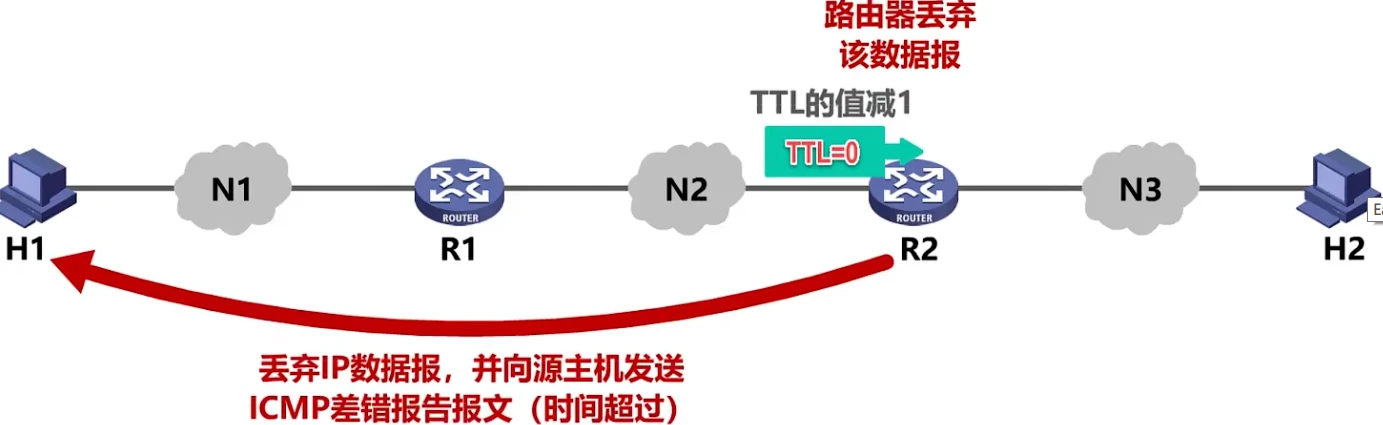 路由器丢弃
该数据报
TTL的值减1
TTL=0
N1
N2
N3
ROUTER
ROUTER
H1
R1
R2
H2
丢弃IP数据报，并向源主机发送
ICMP差错报告报文（时间超过）